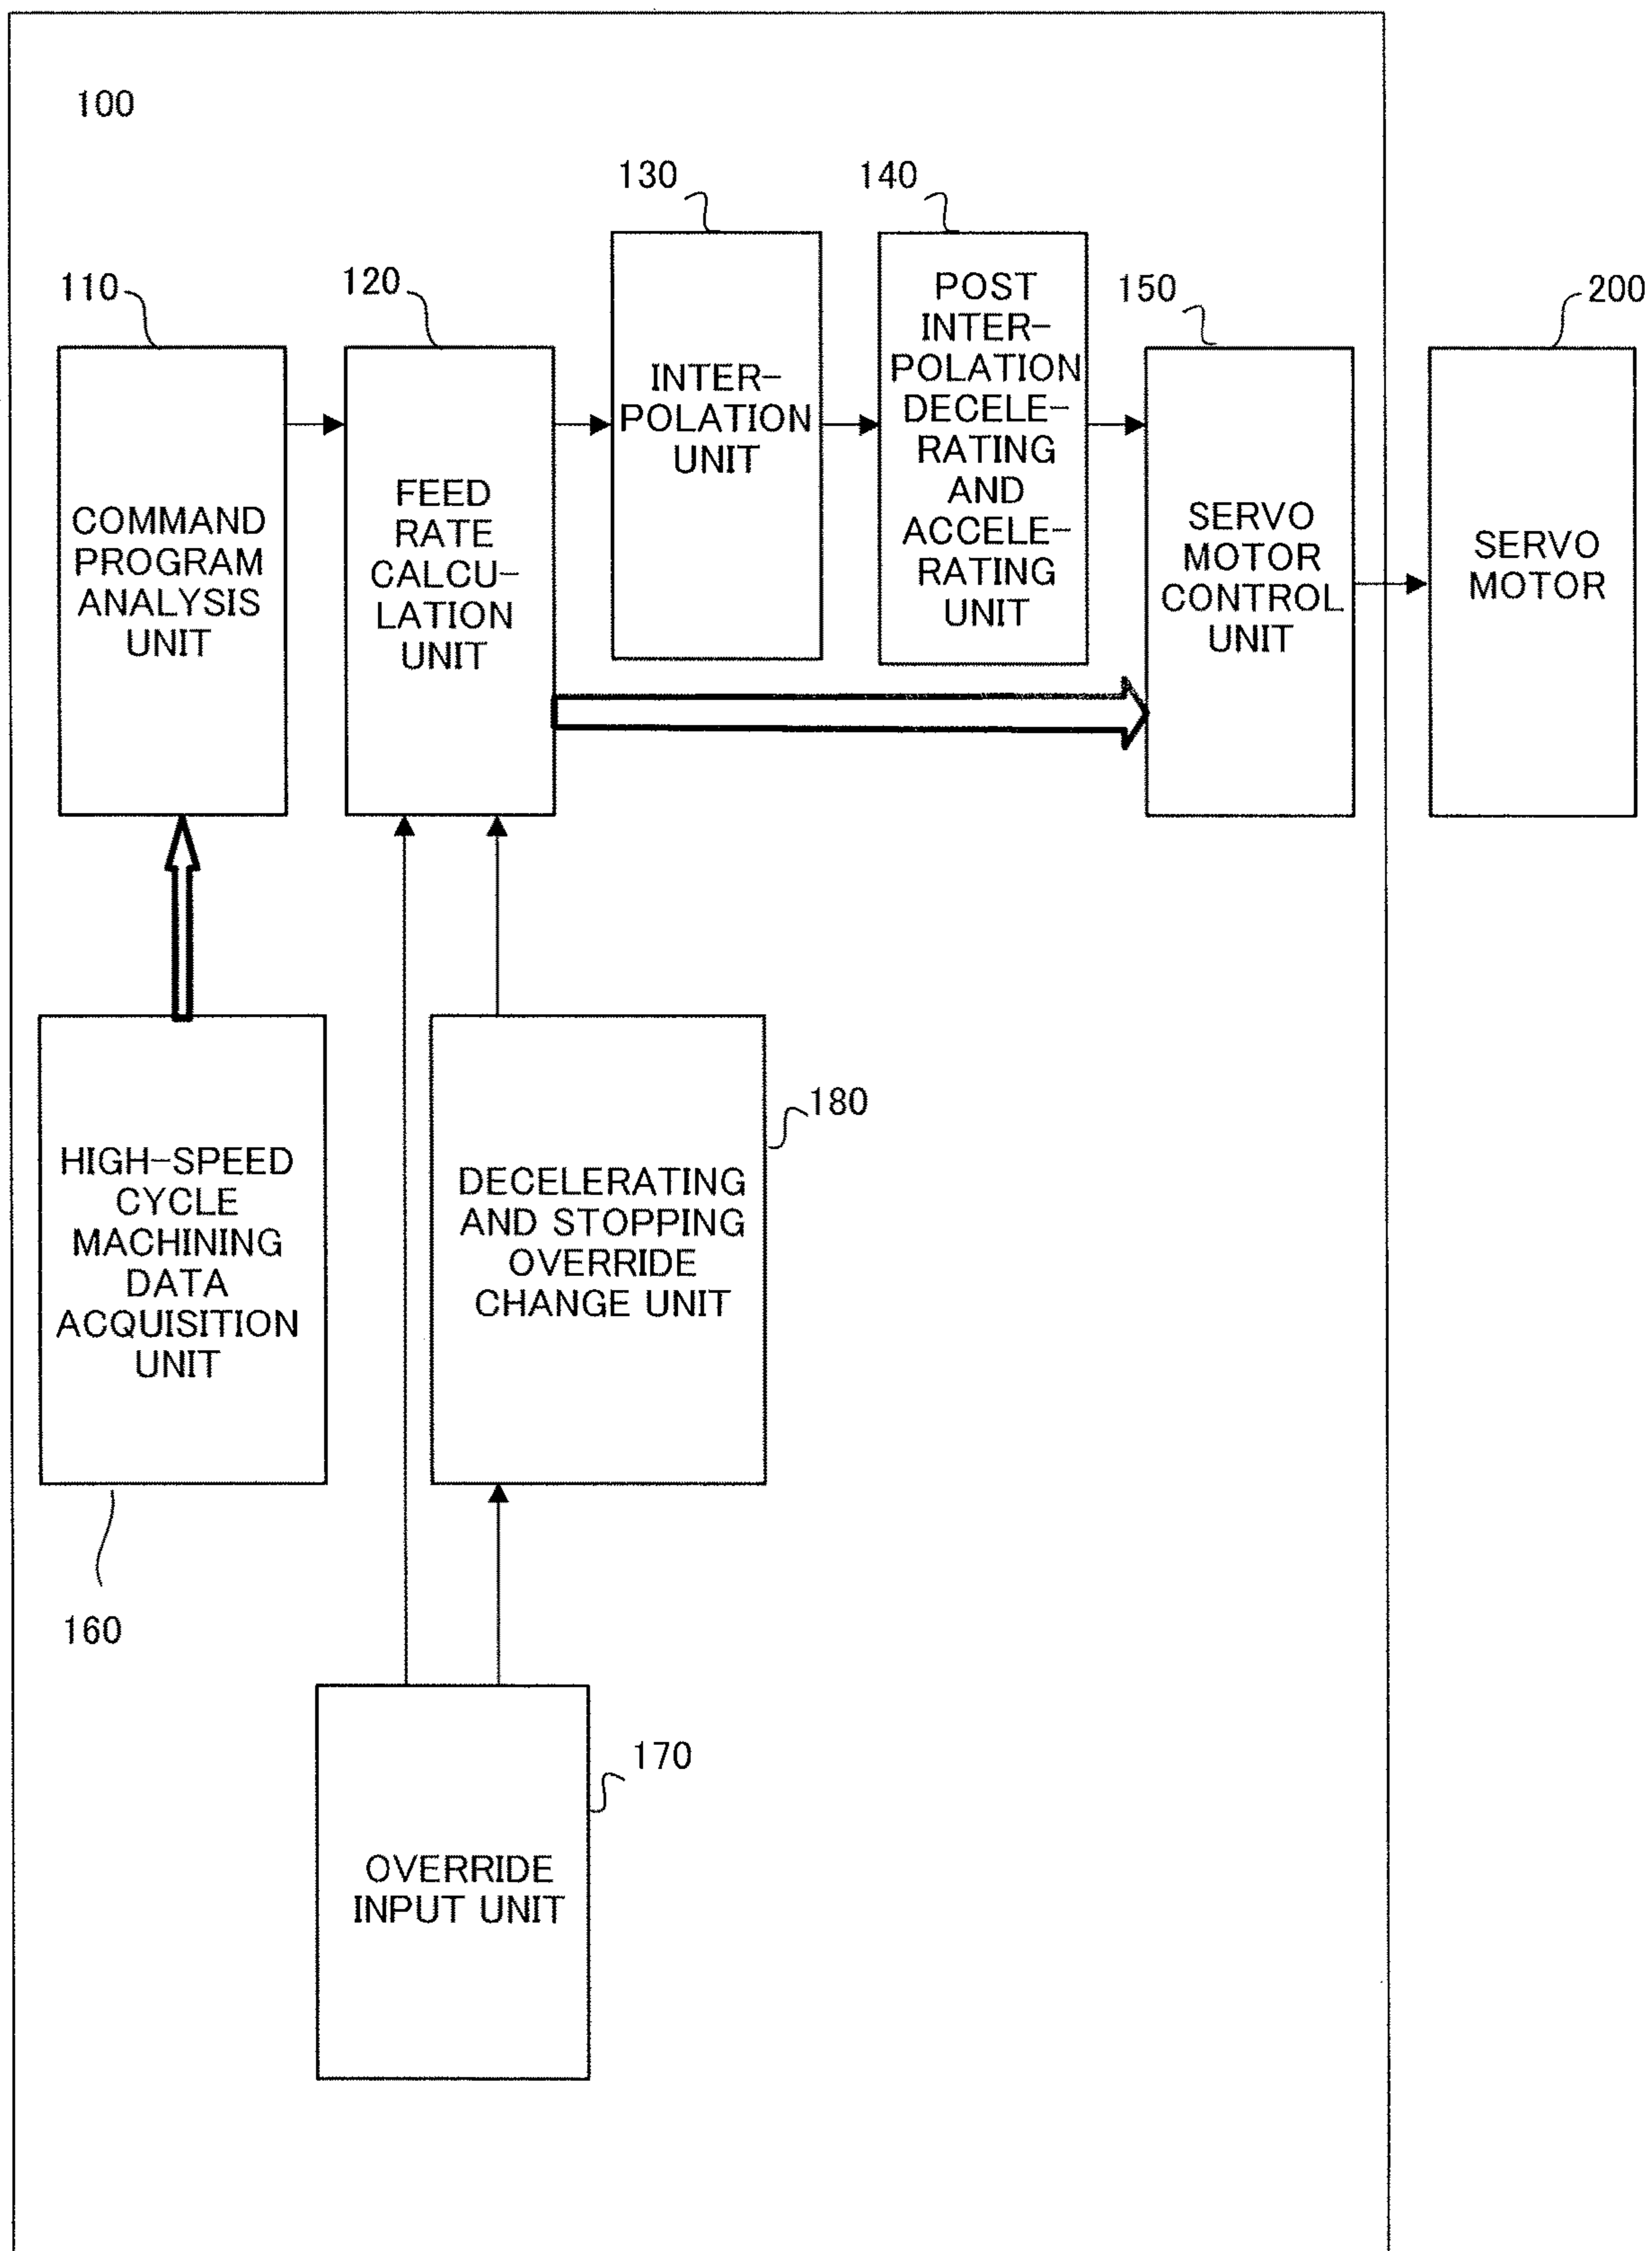 100
130
140
110
120
150
200
COMMAND
PROGRAM
ANALYSIS
UNIT
FEED
RATE
CALCU-
LATION
UNIT
INTER-
POLATION
UNIT
POST
INTER-
POLATION
DECELE-
RATING
AND
ACCELE-
RATING
UNIT
SERVO
MOTOR
CONTROL
UNIT
SERVO
MOTOR
HIGH-SPEED
CYCLE
MACHINING
DATA
ACQUISITION
UNIT
160
180
DECELERATING
AND STOPPING
OVERRIDE
CHANGE UNIT
170
OVERRIDE
INPUT UNIT